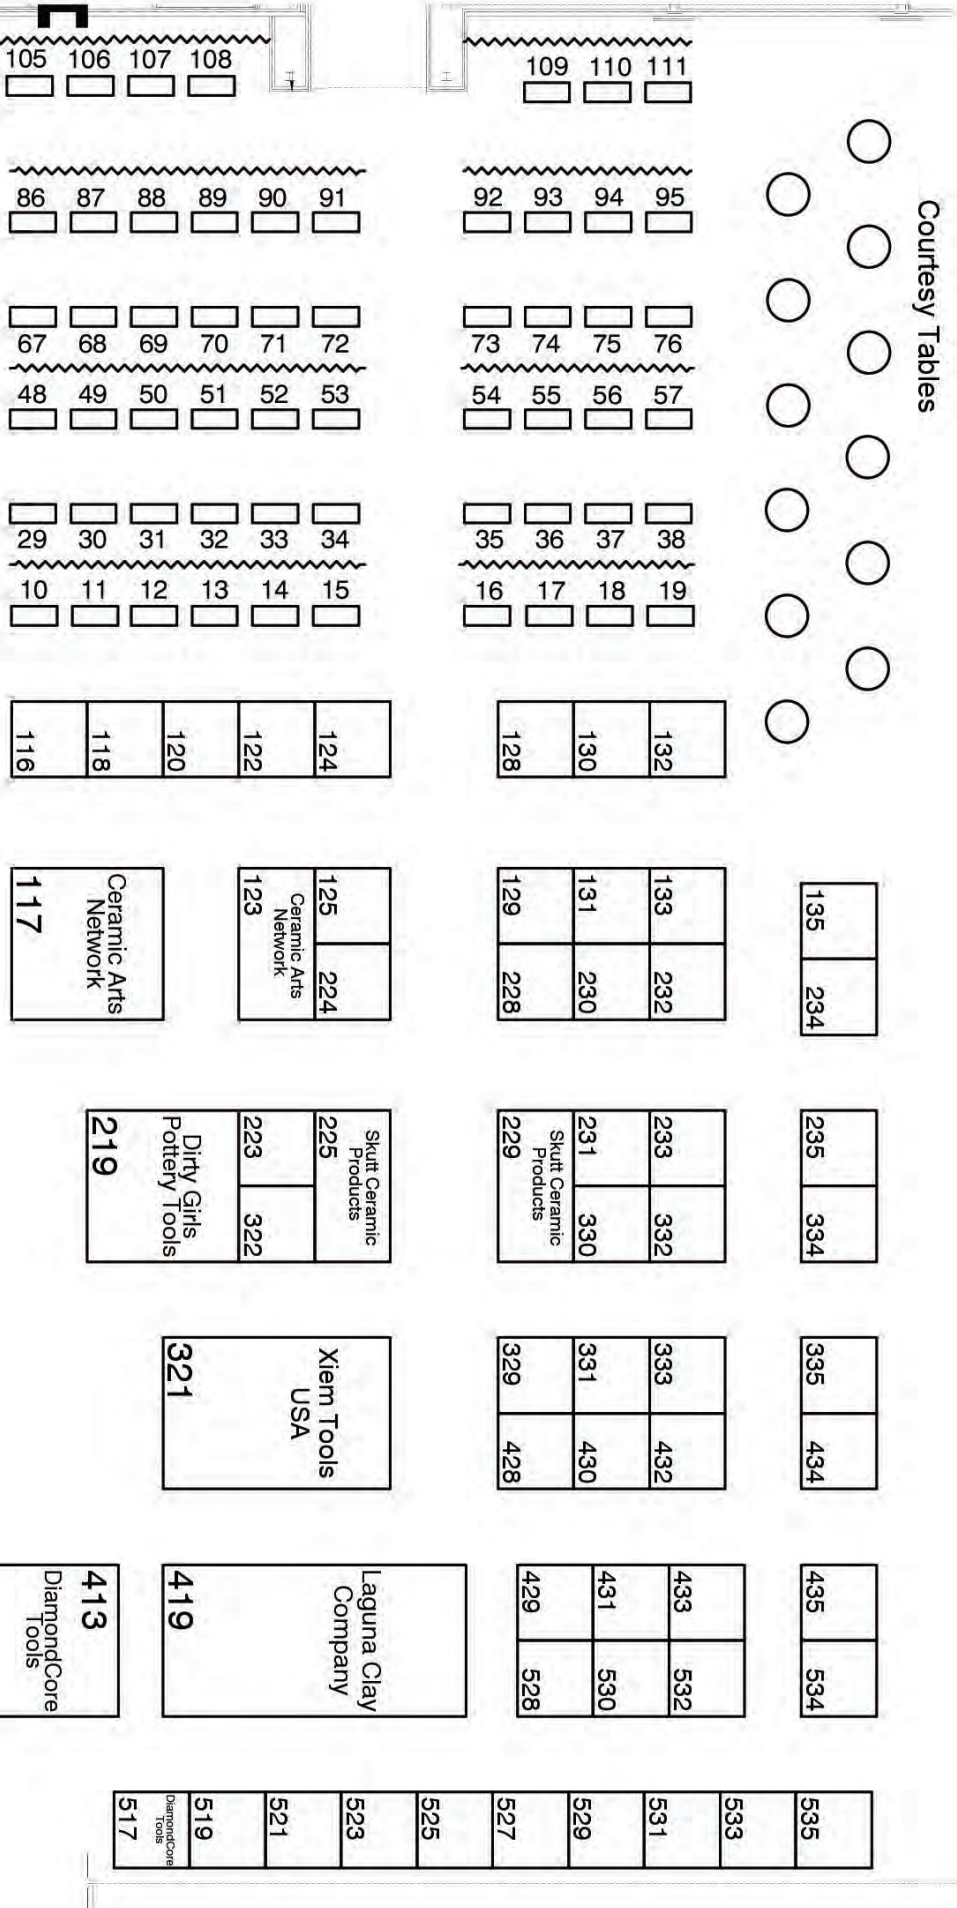 105 106 107 108
109 110 111
Courtesy Tables
86 87 88 89 90 91
92 93 94 95
67 68 69 70 71 72
73 74 75 76
48 49 50 51 52 53
54 55 56 57
29 30 31 32 33 34
35 36 37 38
10 11 12 13 14 15
16 17 18 19
116 118 120 122 124
128 130 132
117
Ceramic Arts
Network
123
Ceramic Arts
Network
125
224
129 131 133
228 230 232
135
234
219
Dirty Girls
Pottery Tools
223
322
225
Skutt Ceramic
Products
229
Skutt Ceramic
Products
231 233
330 332
235
334
321
Xiem Tools
USA
329 331 333
428 430 432
335
434
413
DiamondCore
Tools
419
Laguna Clay
Company
429 431 433
528 530 532
435
534
517
DiamondCore
Tools
519 521 523 525 527 529 531 533 535